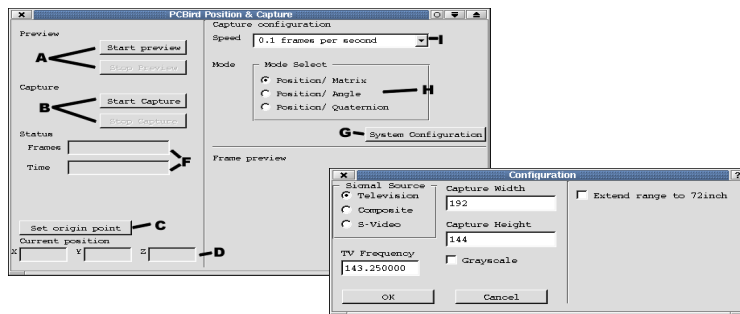 PCBird Position & Capture
Preview
Start preview
A
Stop Preview
Capture
Start Capture
B
Stop Capture
Status
Frames
F
Time
Set origin point
C
Current position
X
Y
Z
D
Capture configuration
Speed
0.1 frames per second
I
Mode
Mode Select
Position/ Matrix
Position/ Angle
H
Position/ Quaternion
G
System Configuration
Frame preview
Configuration
?
Signal Source
Television
Composite
S-Video
TV Frequency
143.250000
Capture Width
192
Capture Height
144
Grayscale
Extend range to 72inch
OK
Cancel